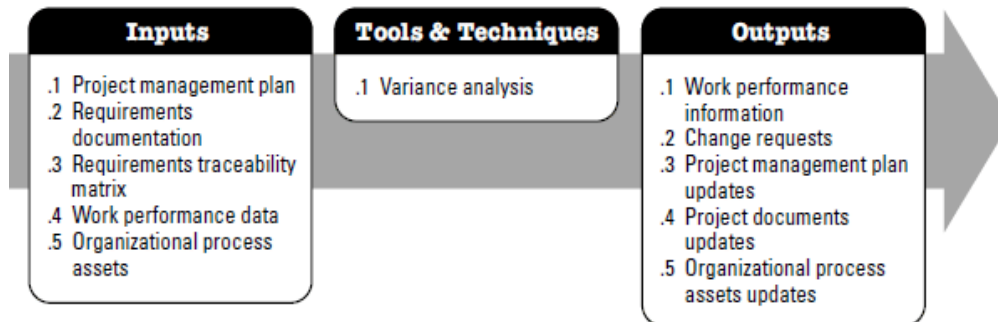 Inputs
.1 Project management plan
.2 Requirements
documentation
.3 Requirements traceability
matrix
.4 Work performance data
.5 Organizational process
assets
Tools & Techniques
.1 Variance analysis
Outputs
.1 Work performance
information
.2 Change requests
.3 Project management plan
updates
.4 Project documents
updates
.5 Organizational process
assets updates